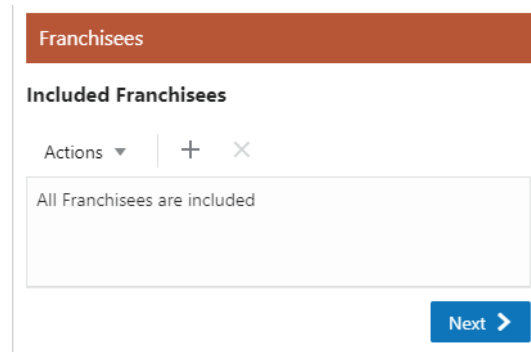 Franchisees
Included Franchisees
Actions
All Franchisees are included
Next